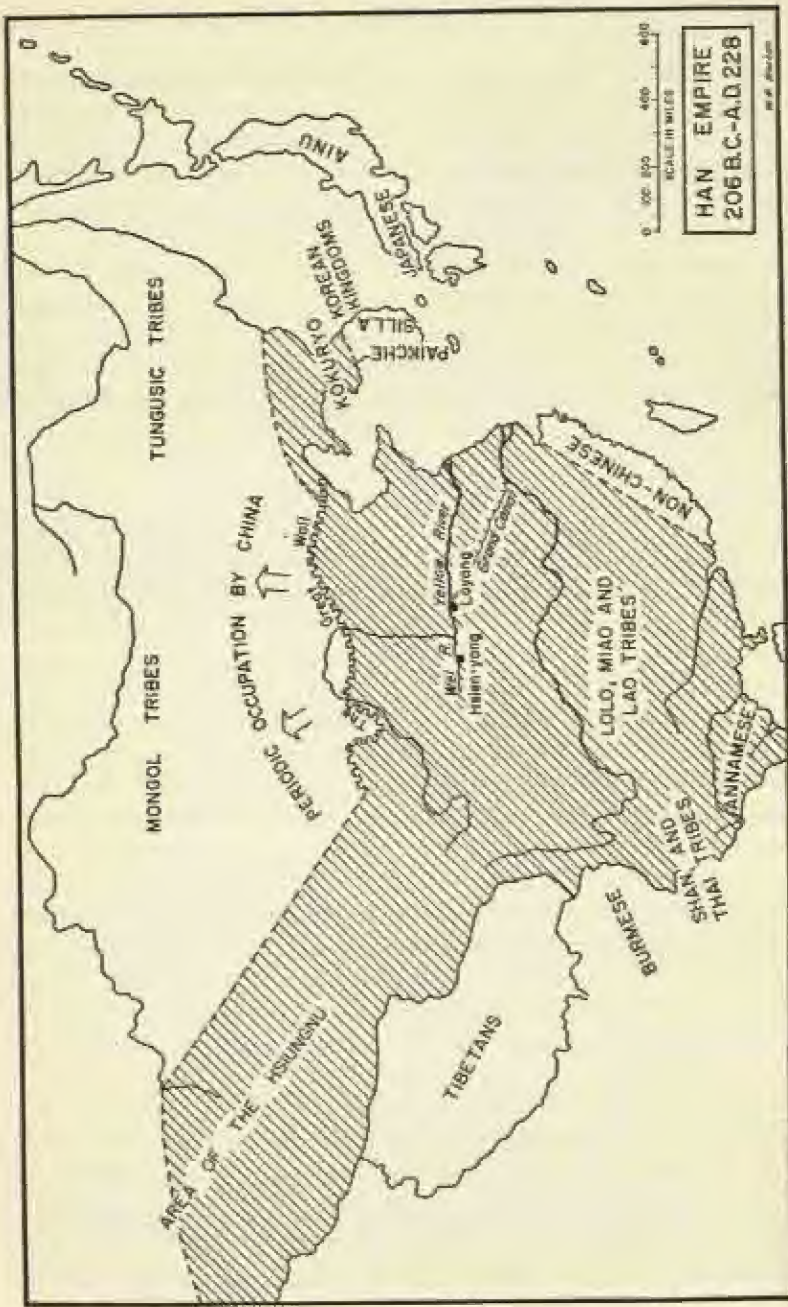 MONGOL TRIBES
TUNGUSIC TRIBES
PERIODIC OCCUPATION BY CHINA
AREA OF THE HSIUNGNU
The Great Wall
KOKURYO
KOREAN
KINGDOMS
SILLA
PAIKCHE
AINU
JAPANESE
Wei R.
Yellow River
Hsien-yang
Loyang
Grand Canal
TIBETANS
BURMESE
SHAN AND
THAI TRIBES
ANNAMESE
LOLO, MIAO AND
LAO TRIBES
NON-CHINESE
0 100 200 400 600
SCALE IN MILES
HAN EMPIRE
206 B.C.-A.D. 228